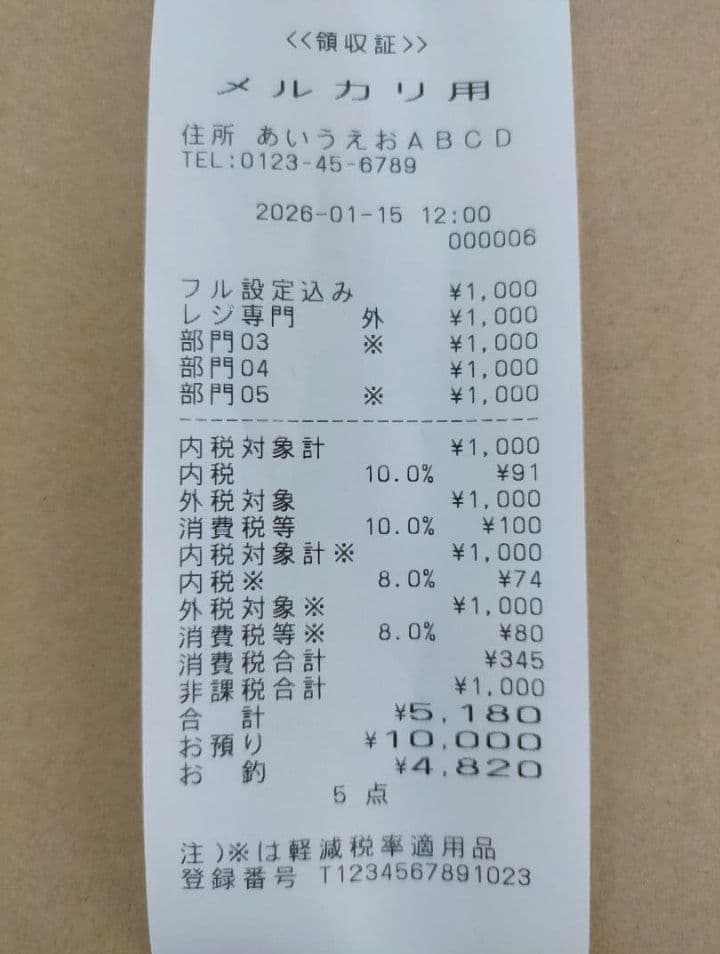 <<領収証>>
メルカリ用
住所 あいうえおABCD
TEL:0123-45-6789
2026-01-15 12:00
000006
フル設定込み ¥1,000
レジ専門 外 ¥1,000
部門03 ※ ¥1,000
部門04 ¥1,000
部門05 ※ ¥1,000
内税対象計 ¥1,000
内税 10.0% ¥91
外税対象 ¥1,000
消費税等 10.0% ¥100
内税対象計※ ¥1,000
内税※ 8.0% ¥74
外税対象※ ¥1,000
消費税等※ 8.0% ¥80
消費税合計 ¥345
非課税合計 ¥1,000
合 計 ¥5,180
お預り ¥10,000
お 釣 ¥4,820
5 点
注)※は軽減税率適用品
登録番号 T1234567891023